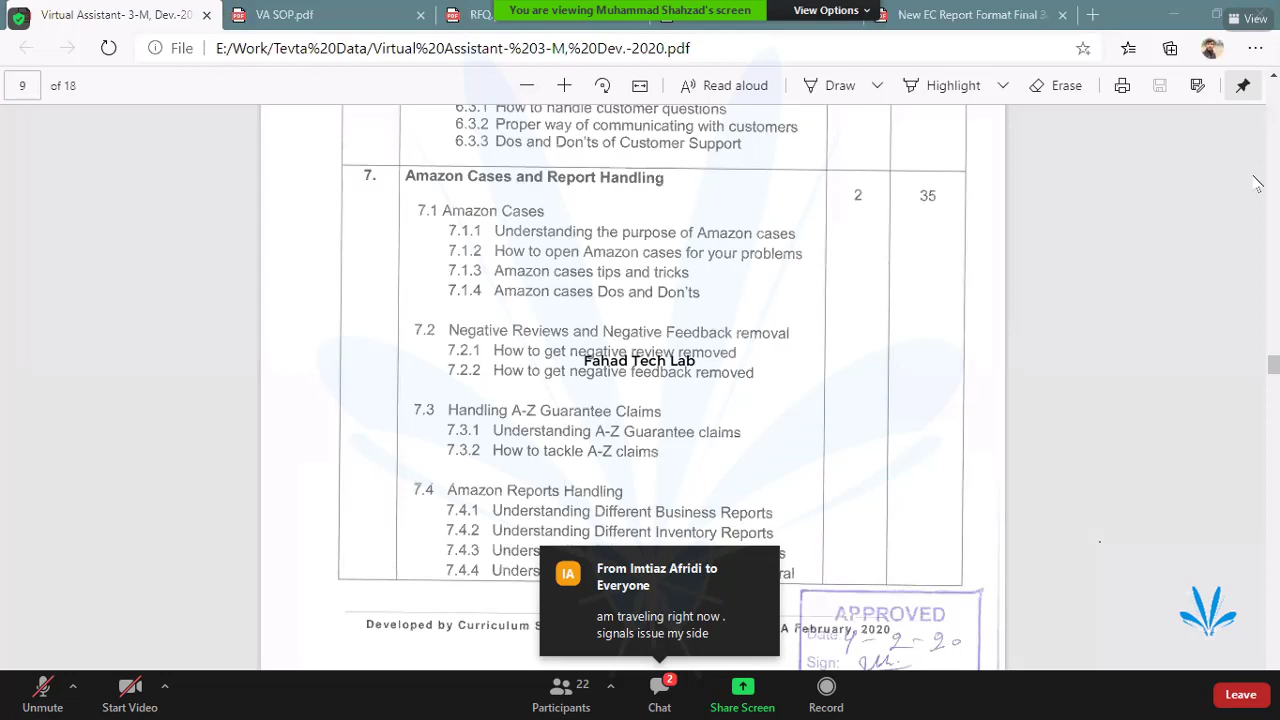 Virtual Assistant 3-M, Dev.-20
VA SOP.pdf
RFQ
You are viewing Muhammad Shahzad's screen
View Options
New EC Report Format Final
View
File
E:/Work/Tevta%20Data/Virtual%20Assistant-%203-M,%20Dev.-2020.pdf
9 of 18
Read aloud
Draw
Highlight
Erase
6.3.1 How to handle customer questions
6.3.2 Proper way of communicating with customers
6.3.3 Dos and Don'ts of Customer Support
7. Amazon Cases and Report Handling 2 35
7.1 Amazon Cases
7.1.1 Understanding the purpose of Amazon cases
7.1.2 How to open Amazon cases for your problems
7.1.3 Amazon cases tips and tricks
7.1.4 Amazon cases Dos and Don'ts
7.2 Negative Reviews and Negative Feedback removal
7.2.1 How to get negative review removed
Fahad Tech Lab
7.2.2 How to get negative feedback removed
7.3 Handling A-Z Guarantee Claims
7.3.1 Understanding A-Z Guarantee claims
7.3.2 How to tackle A-Z claims
7.4 Amazon Reports Handling
7.4.1 Understanding Different Business Reports
7.4.2 Understanding Different Inventory Reports
7.4.3
7.4.4
IA
From Imtiaz Afridi to
Everyone
am traveling right now .
signals issue my side
Developed by Curriculum S
A February, 2020
APPROVED
Date: 4-2-20
Sign:
Unmute
Start Video
22
Participants
2
Chat
Share Screen
Record
Leave